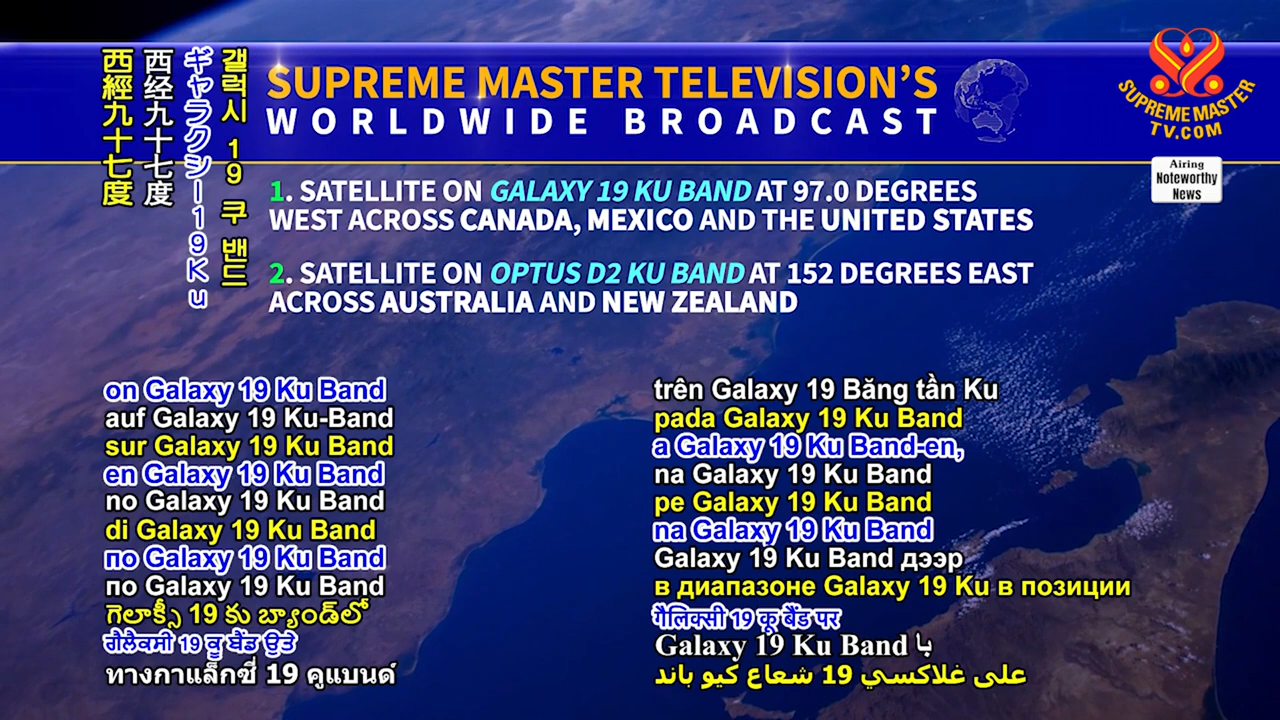 西經九十七度
西经九十七度
ギャラクシー19Ku
갤럭시 19 쿠 밴드
SUPREME MASTER TELEVISION'S
WORLDWIDE BROADCAST
SUPREME MASTER
TV.COM
Airing
Noteworthy
News
1. SATELLITE ON GALAXY 19 KU BAND AT 97.0 DEGREES
WEST ACROSS CANADA, MEXICO AND THE UNITED STATES
2. SATELLITE ON OPTUS D2 KU BAND AT 152 DEGREES EAST
ACROSS AUSTRALIA AND NEW ZEALAND
on Galaxy 19 Ku Band
auf Galaxy 19 Ku-Band
sur Galaxy 19 Ku Band
en Galaxy 19 Ku Band
no Galaxy 19 Ku Band
di Galaxy 19 Ku Band
по Galaxy 19 Ku Band
по Galaxy 19 Ku Band
గెలాక్సీ 19 కు బ్యాండ్‌లో
ਗੈਲੈਕਸੀ 19 ਕੂ ਬੈਂਡ ਉਤੇ
ทางกาแล็กซี่ 19 คูแบนด์
trên Galaxy 19 Băng tần Ku
pada Galaxy 19 Ku Band
a Galaxy 19 Ku Band-en,
na Galaxy 19 Ku Band
pe Galaxy 19 Ku Band
na Galaxy 19 Ku Band
Galaxy 19 Ku Band дээр
в диапазоне Galaxy 19 Ku в позиции
गैलिक्सी 19 कू बैंड पर
Galaxy 19 Ku Band با
على غلاكسي 19 شعاع كيو باند